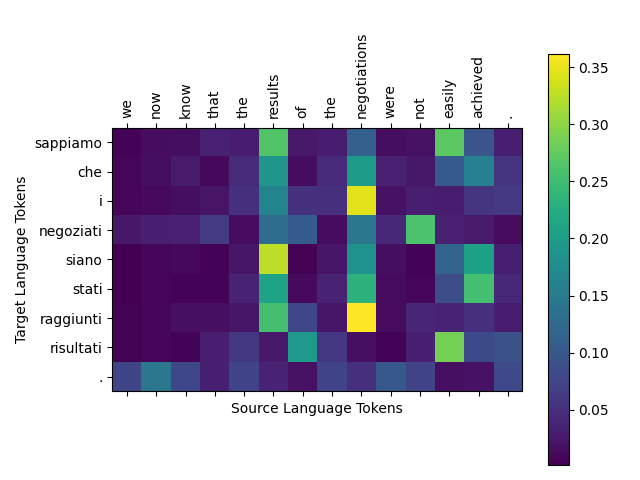 we now know that the results of the negotiations were not easily achieved .
sappiamo
che
i
negoziati
siano
stati
raggiunti
risultati
.
Target Language Tokens
Source Language Tokens
0.35
0.30
0.25
0.20
0.15
0.10
0.05